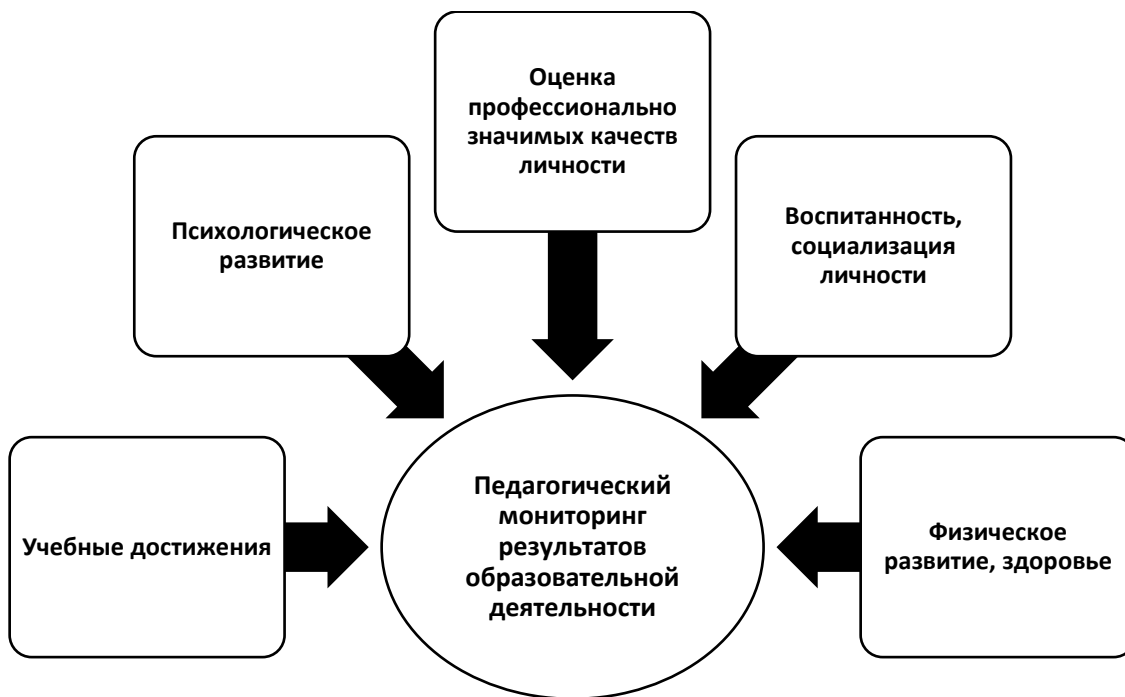 Оценка
профессионально
значимых качеств
личности
Психологическое
развитие
Воспитанность,
социализация
личности
Учебные достижения
Педагогический
мониторинг
результатов
образовательной
деятельности
Физическое
развитие, здоровье